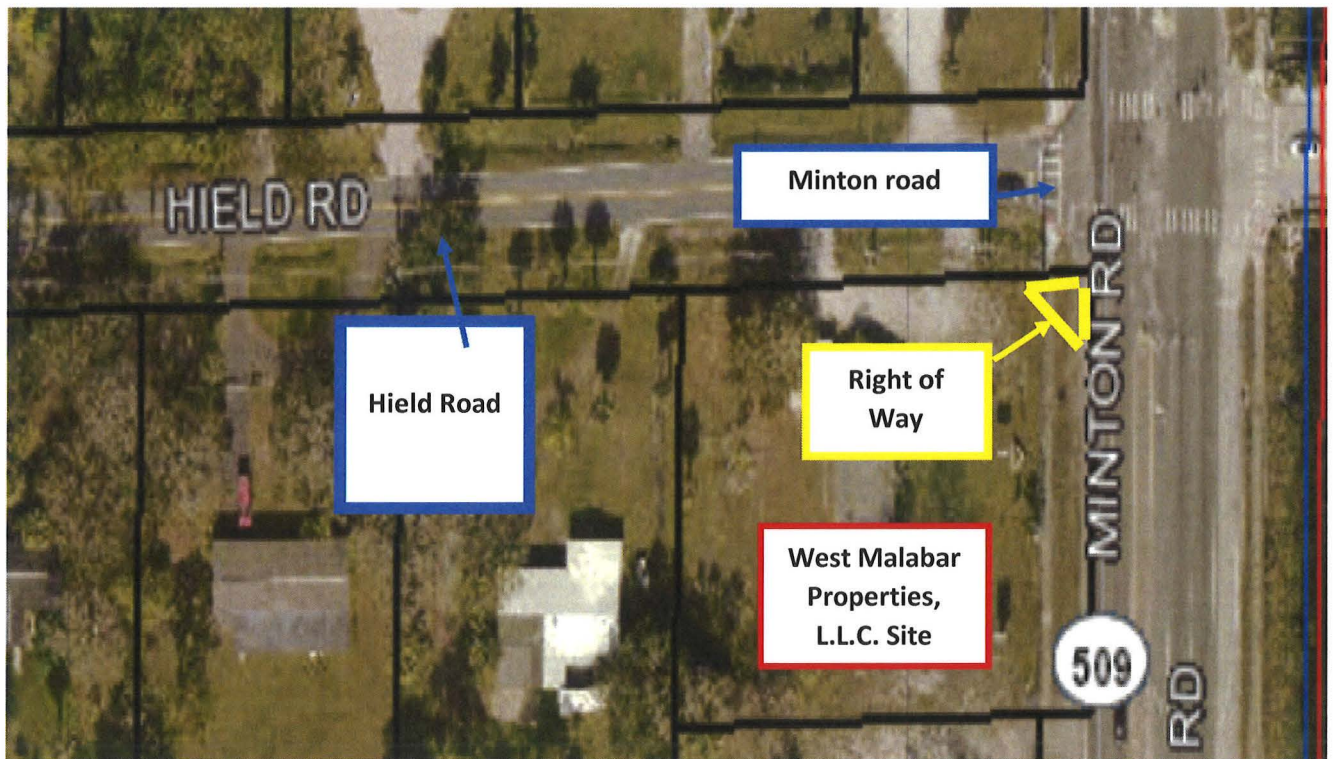 HIELD RD
Minton road
MINTON RD
Hield Road
Right of
Way
West Malabar
Properties,
L.L.C. Site
509
RD